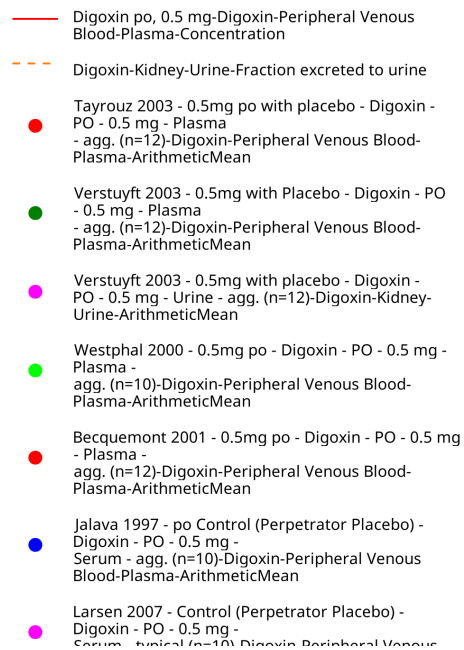 Digoxin po, 0.5 mg-Digoxin-Peripheral Venous
Blood-Plasma-Concentration
Digoxin-Kidney-Urine-Fraction excreted to urine
Tayrouz 2003 - 0.5mg po with placebo - Digoxin -
PO - 0.5 mg - Plasma
- agg. (n=12)-Digoxin-Peripheral Venous Blood-
Plasma-ArithmeticMean
Verstuyft 2003 - 0.5mg with Placebo - Digoxin - PO
- 0.5 mg - Plasma
- agg. (n=12)-Digoxin-Peripheral Venous Blood-
Plasma-ArithmeticMean
Verstuyft 2003 - 0.5mg with placebo - Digoxin -
PO - 0.5 mg - Urine - agg. (n=12)-Digoxin-Kidney-
Urine-ArithmeticMean
Westphal 2000 - 0.5mg po - Digoxin - PO - 0.5 mg -
Plasma -
agg. (n=10)-Digoxin-Peripheral Venous Blood-
Plasma-ArithmeticMean
Becquemont 2001 - 0.5mg po - Digoxin - PO - 0.5 mg
- Plasma -
agg. (n=12)-Digoxin-Peripheral Venous Blood-
Plasma-ArithmeticMean
Jalava 1997 - po Control (Perpetrator Placebo) -
Digoxin - PO - 0.5 mg -
Serum - agg. (n=10)-Digoxin-Peripheral Venous
Blood-Plasma-ArithmeticMean
Larsen 2007 - Control (Perpetrator Placebo) -
Digoxin - PO - 0.5 mg -
Serum - typical (n=10)-Digoxin-Peripheral Venous